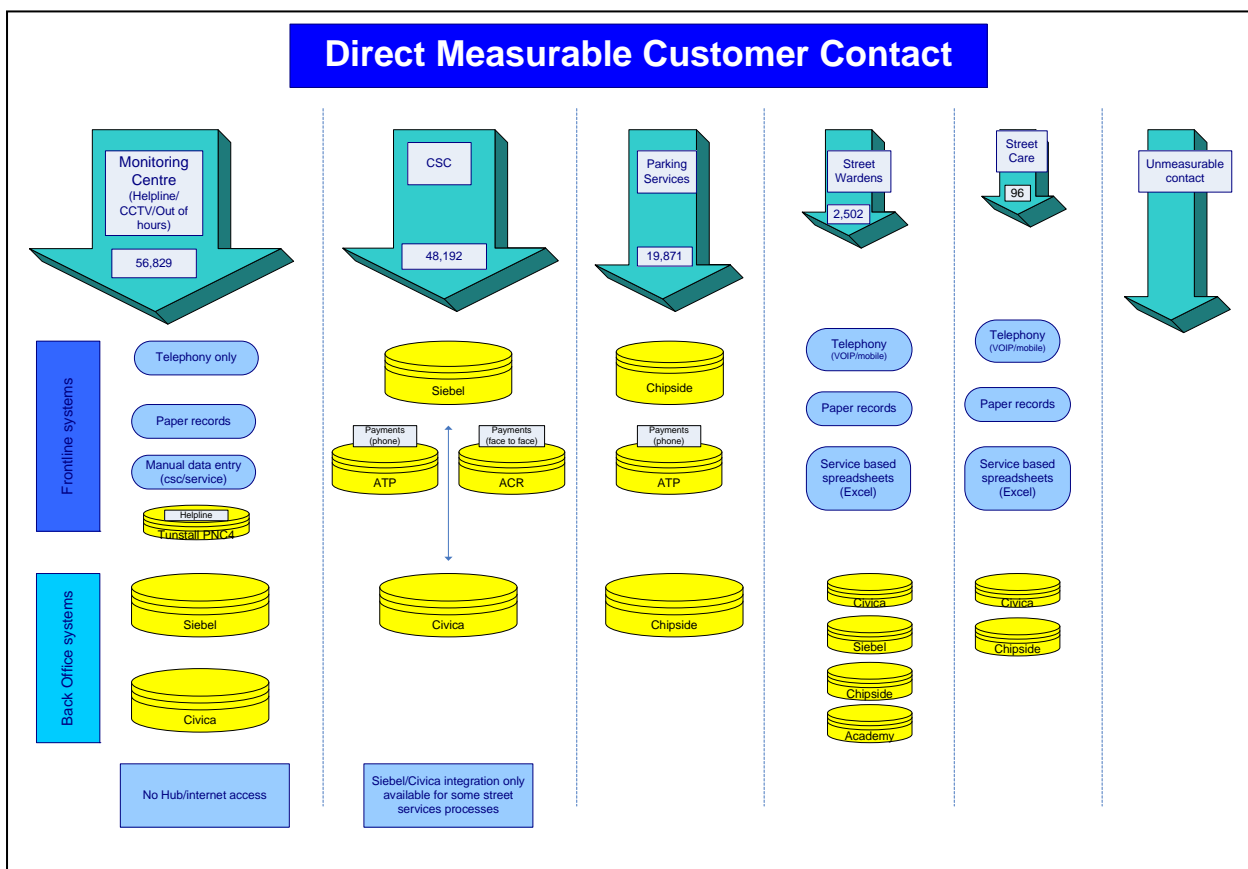 Direct Measurable Customer Contact
Monitoring
Centre
(Helpline/
CCTV/Out of
hours)
56,829
CSC
48,192
Parking
Services
19,871
Street
Wardens
2,502
Street
Care
96
Unmeasurable
contact
Frontline systems
Telephony only
Paper records
Manual data entry
(csc/service)
Helpline
Tunstall PNC4
Siebel
Payments
(phone)
ATP
Payments
(face to face)
ACR
Chipside
Payments
(phone)
ATP
Telephony
(VOIP/mobile)
Paper records
Service based
spreadsheets
(Excel)
Telephony
(VOIP/mobile)
Paper records
Service based
spreadsheets
(Excel)
Back Office systems
Siebel
Civica
Civica
Chipside
Civica
Siebel
Chipside
Academy
Civica
Chipside
No Hub/internet access
Siebel/Civica integration only
available for some street
services processes